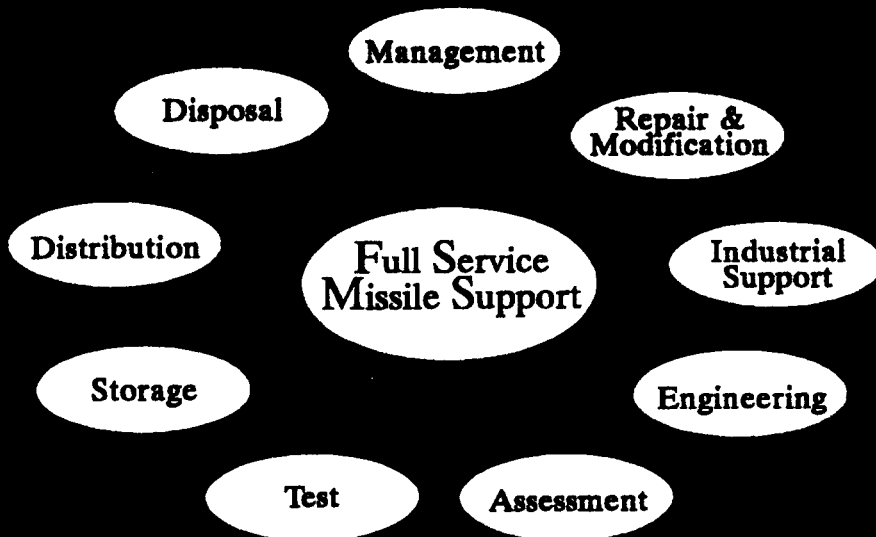 Management
Disposal
Repair &
Modification
Distribution
Full Service
Missile Support
Industrial
Support
Storage
Engineering
Test
Assessment